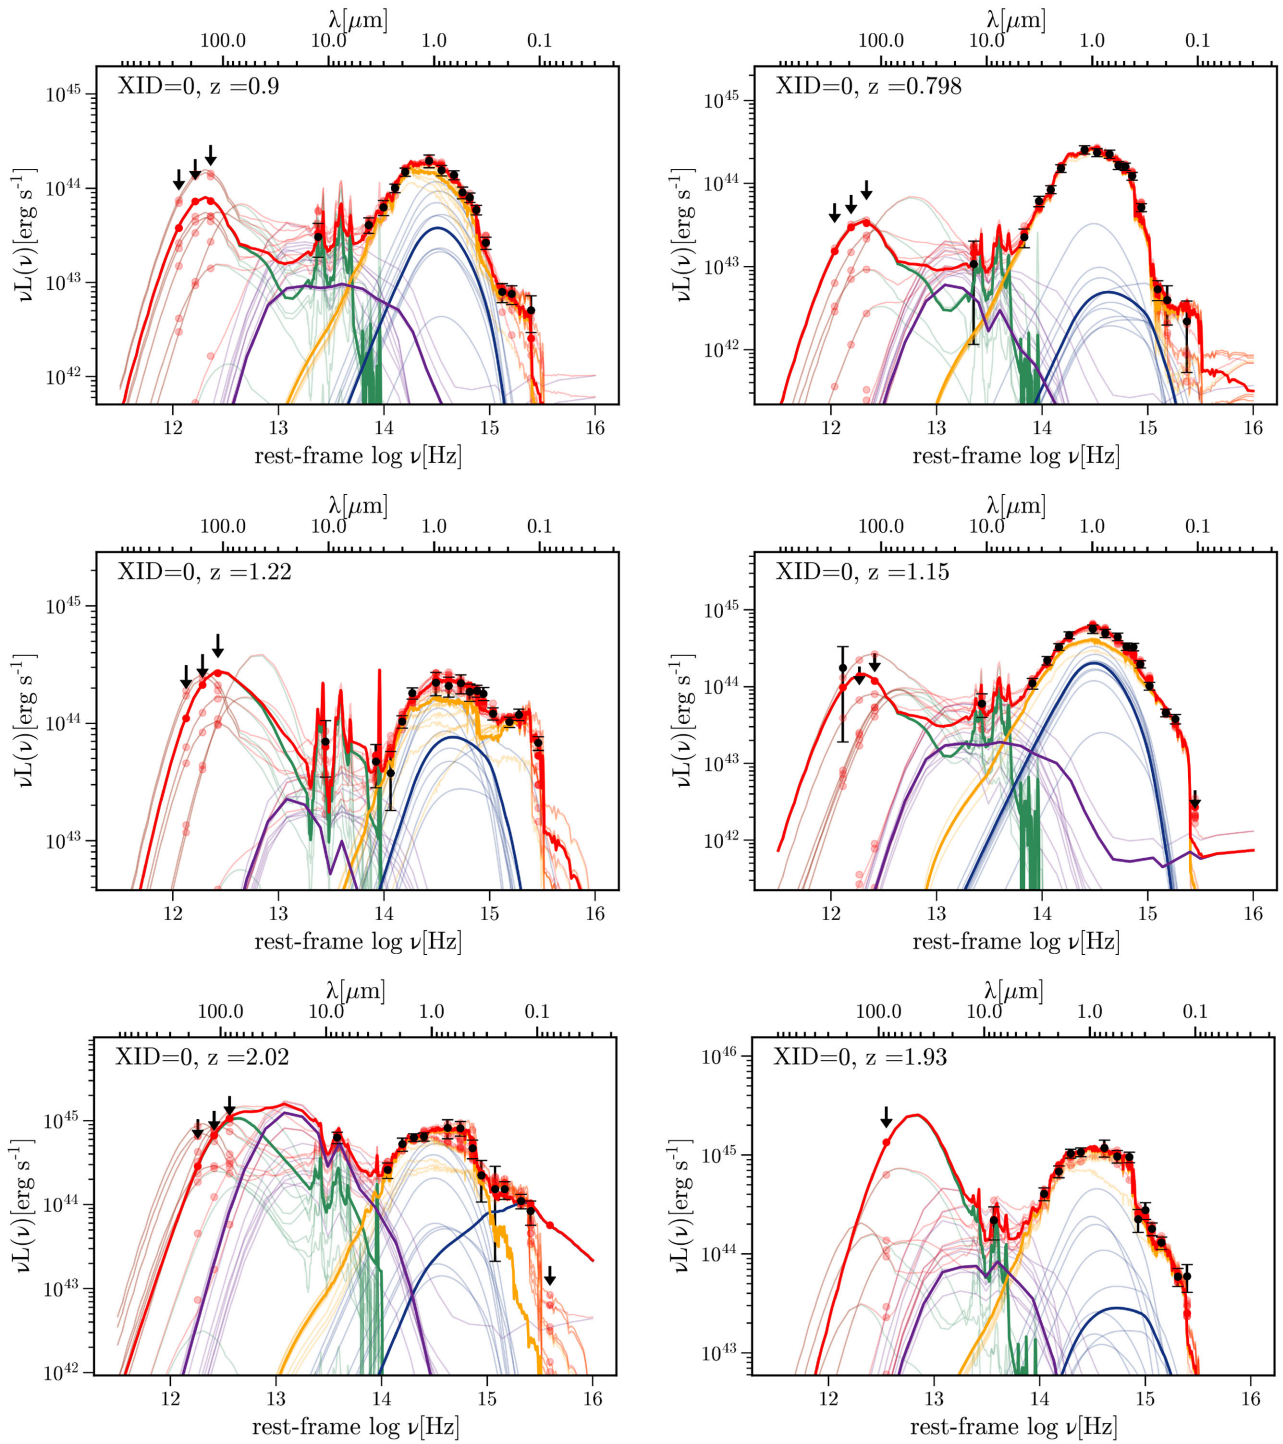 λ[μm] λ[μm]
100.0 10.0 1.0 0.1 100.0 10.0 1.0 0.1
XID=0, z =0.9 XID=0, z =0.798
10^45 10^44 10^43 10^42 10^45 10^44 10^43 10^42
νL(ν)[erg s^-1] νL(ν)[erg s^-1]
12 13 14 15 16 12 13 14 15 16
rest-frame log ν[Hz] rest-frame log ν[Hz]
λ[μm] λ[μm]
100.0 10.0 1.0 0.1 100.0 10.0 1.0 0.1
XID=0, z =1.22 XID=0, z =1.15
10^45 10^44 10^43 10^45 10^44 10^43 10^42
νL(ν)[erg s^-1] νL(ν)[erg s^-1]
12 13 14 15 16 12 13 14 15 16
rest-frame log ν[Hz] rest-frame log ν[Hz]
λ[μm] λ[μm]
100.0 10.0 1.0 0.1 100.0 10.0 1.0 0.1
XID=0, z =2.02 XID=0, z =1.93
10^45 10^44 10^43 10^42 10^46 10^45 10^44 10^43
νL(ν)[erg s^-1] νL(ν)[erg s^-1]
12 13 14 15 16 12 13 14 15 16
rest-frame log ν[Hz] rest-frame log ν[Hz]